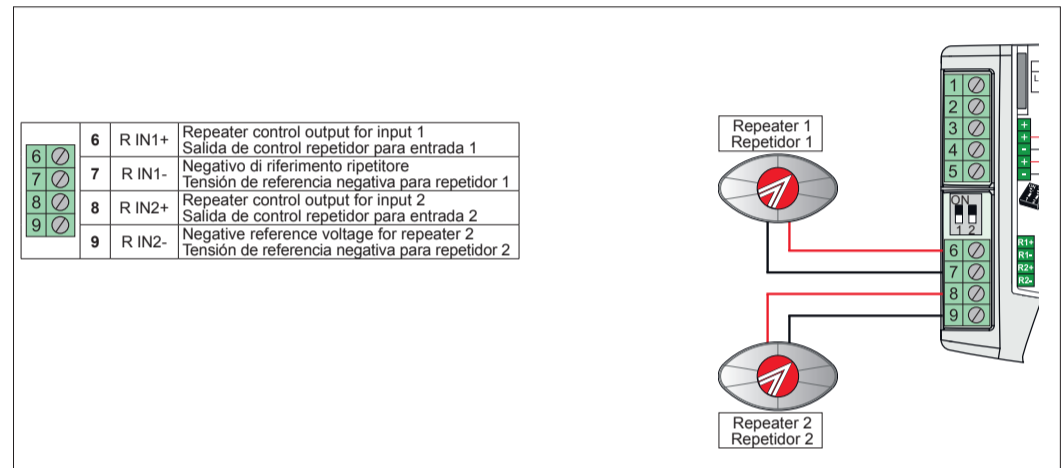 6 R IN1+ Repeater control output for input 1
Salida de control repetidor para entrada 1
7 R IN1- Negativo di riferimento ripetitore
Tensión de referencia negativa para repetidor 1
8 R IN2+ Repeater control output for input 2
Salida de control repetidor para entrada 2
9 R IN2- Negative reference voltage for repeater 2
Tensión de referencia negativa para repetidor 2
6
7
8
9
Repeater 1
Repetidor 1
Repeater 2
Repetidor 2
1
2
3
4
5
ON
1 2
6
7
8
9
+
+
-
+
-
R1+
R1-
R2+
R2-